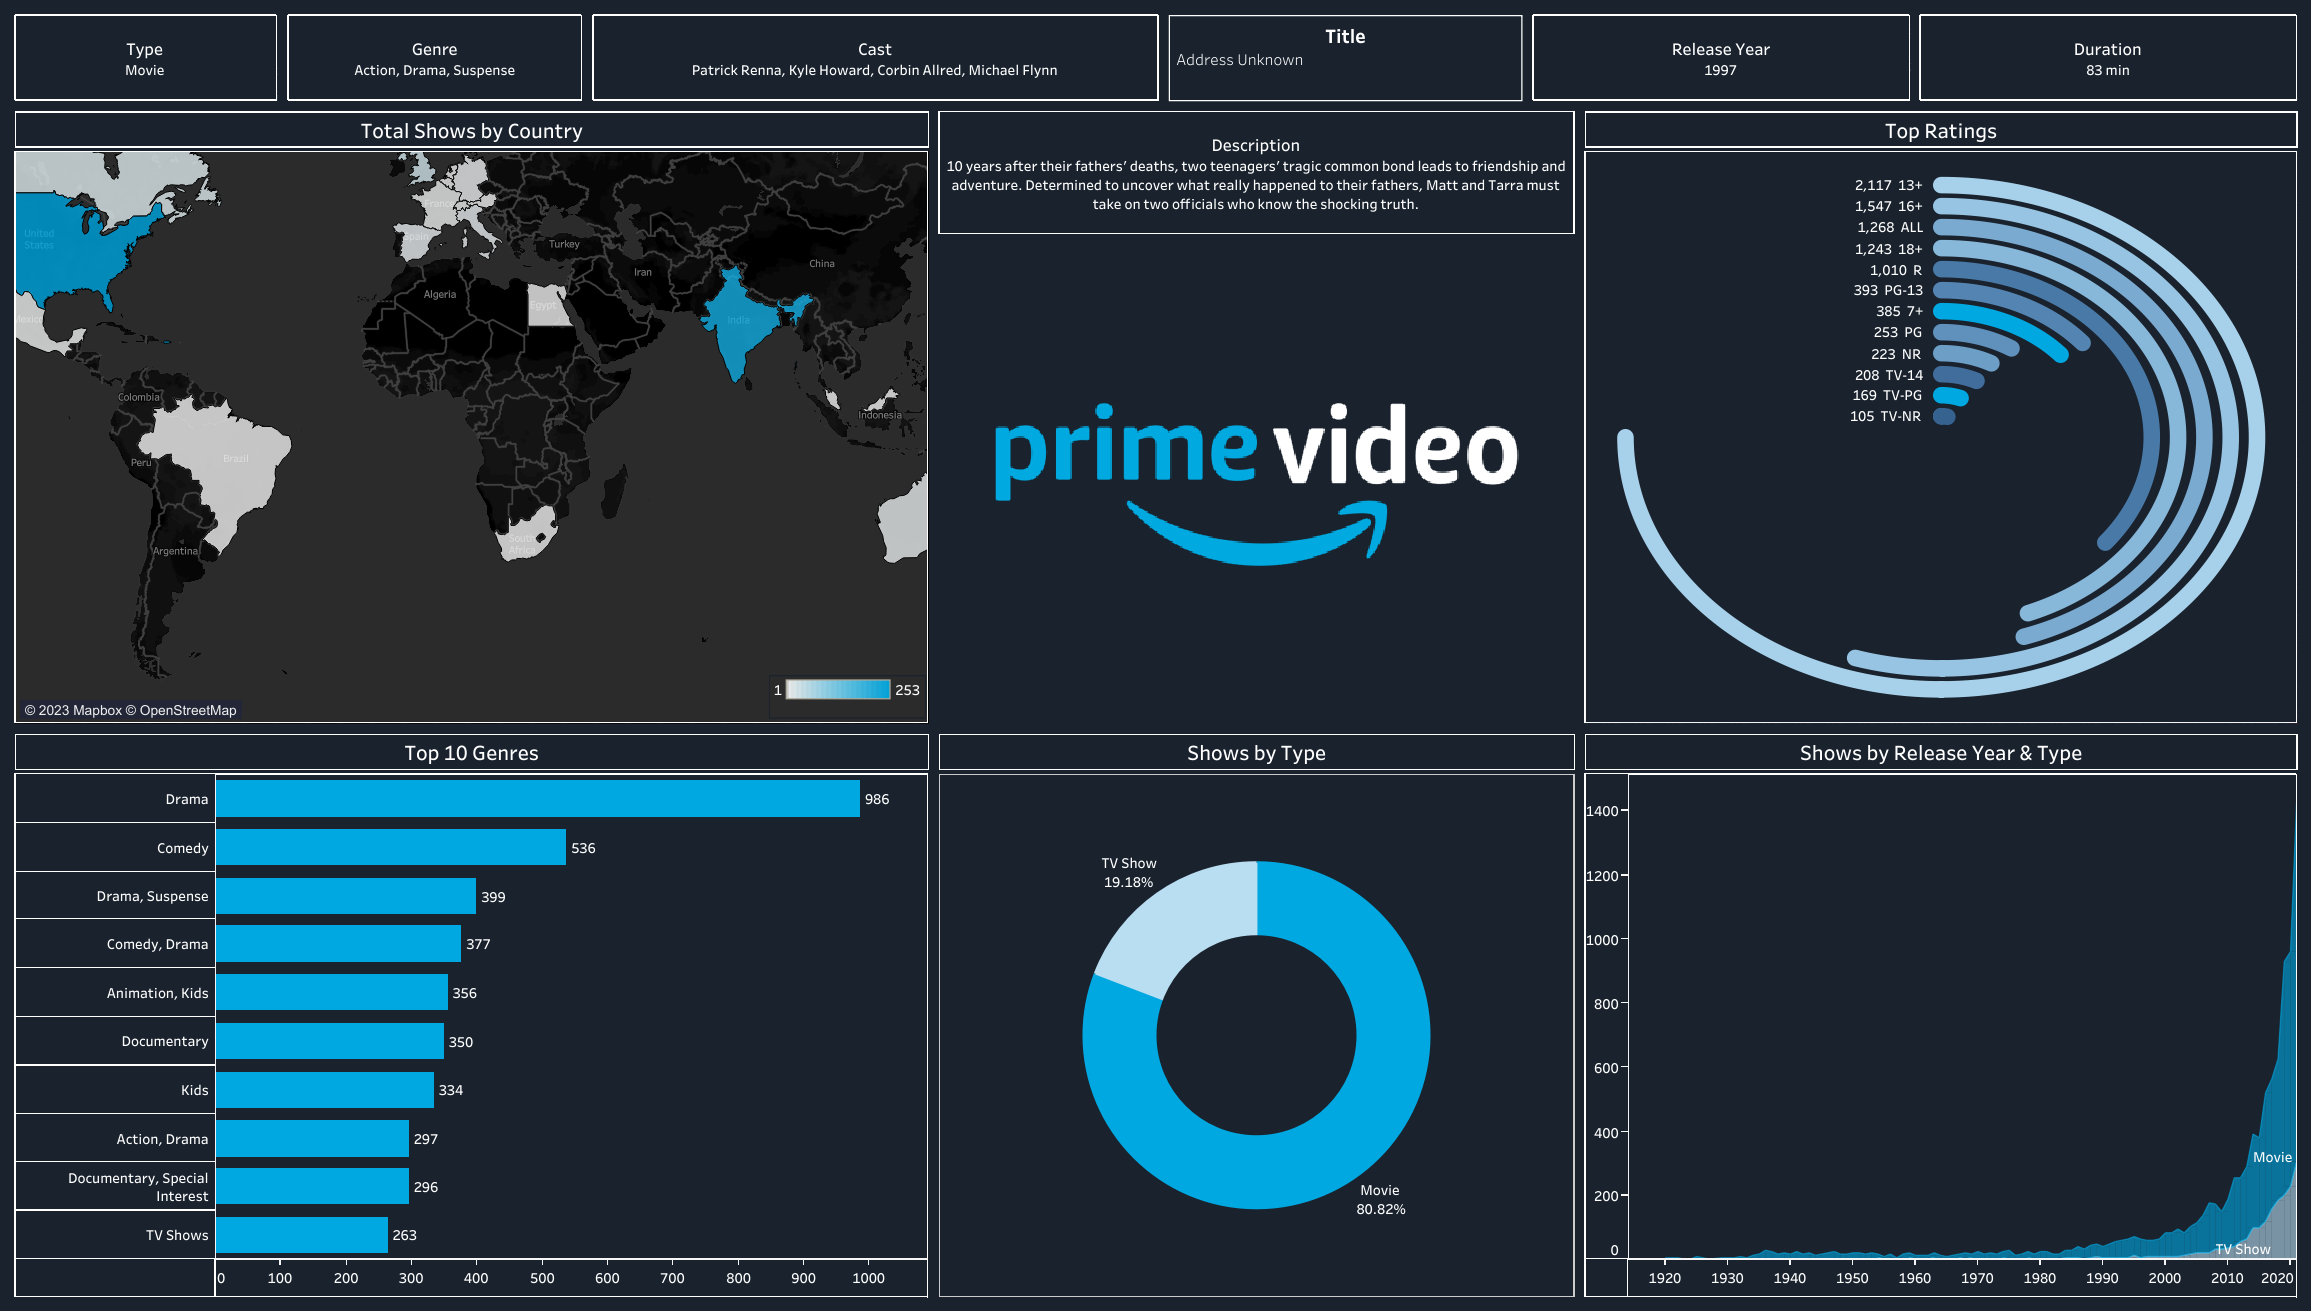 Type
Movie
Genre
Action, Drama, Suspense
Cast
Patrick Renna, Kyle Howard, Corbin Allred, Michael Flynn
Title
Address Unknown
Release Year
1997
Duration
83 min
Total Shows by Country
United
States
Mexico
France
Spain
Turkey
Iran
China
Algeria
Egypt
India
Colombia
Indonesia
Peru
Brazil
Argentina
South
Africa
1
253
© 2023 Mapbox © OpenStreetMap
Description
10 years after their fathers’ deaths, two teenagers’ tragic common bond leads to friendship and
adventure. Determined to uncover what really happened to their fathers, Matt and Tarra must
take on two officials who know the shocking truth.
prime video
Top Ratings
2,117 13+
1,547 16+
1,268 ALL
1,243 18+
1,010 R
393 PG-13
385 7+
253 PG
223 NR
208 TV-14
169 TV-PG
105 TV-NR
Top 10 Genres
Drama 986
Comedy 536
Drama, Suspense 399
Comedy, Drama 377
Animation, Kids 356
Documentary 350
Kids 334
Action, Drama 297
Documentary, Special
Interest 296
TV Shows 263
0 100 200 300 400 500 600 700 800 900 1000
Shows by Type
TV Show
19.18%
Movie
80.82%
Shows by Release Year & Type
1400
1200
1000
800
600
400
200
0
Movie
TV Show
1920 1930 1940 1950 1960 1970 1980 1990 2000 2010 2020